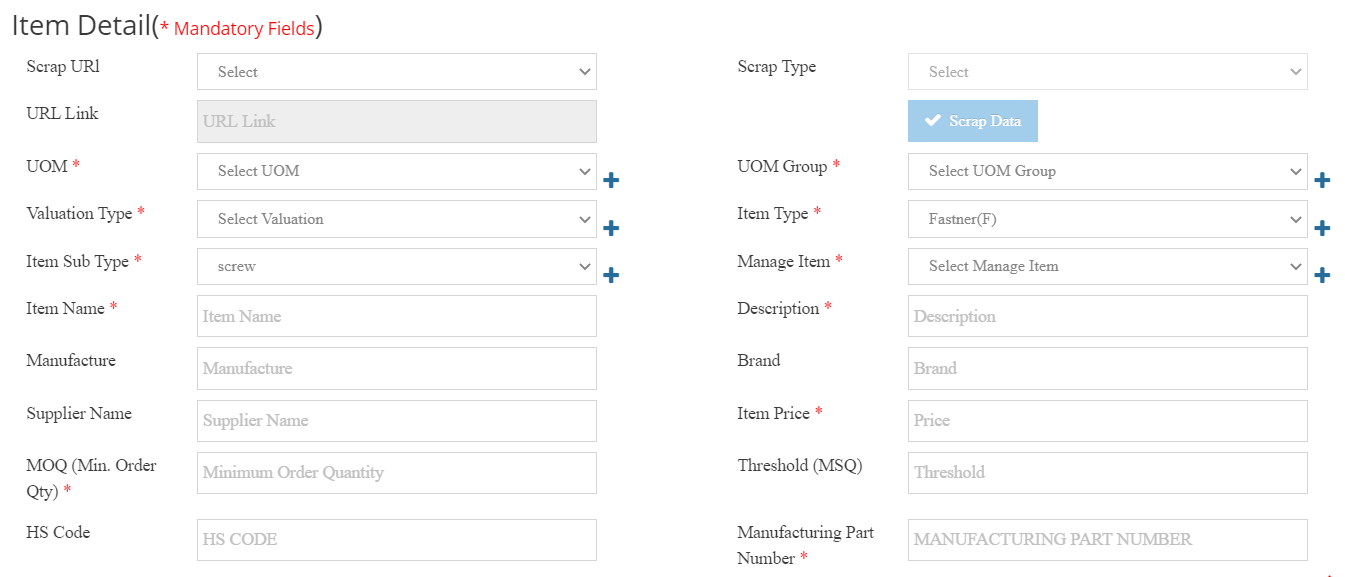 Item Detail(* Mandatory Fields)
Scrap URl Select Scrap Type Select
URL Link URL Link Scrap Data
UOM * Select UOM UOM Group * Select UOM Group
Valuation Type * Select Valuation Item Type * Fastner(F)
Item Sub Type * screw Manage Item * Select Manage Item
Item Name * Item Name Description * Description
Manufacture Manufacture Brand Brand
Supplier Name Supplier Name Item Price * Price
MOQ (Min. Order Minimum Order Quantity Threshold (MSQ) Threshold
Qty) *
HS Code HS CODE Manufacturing Part MANUFACTURING PART NUMBER
Number *